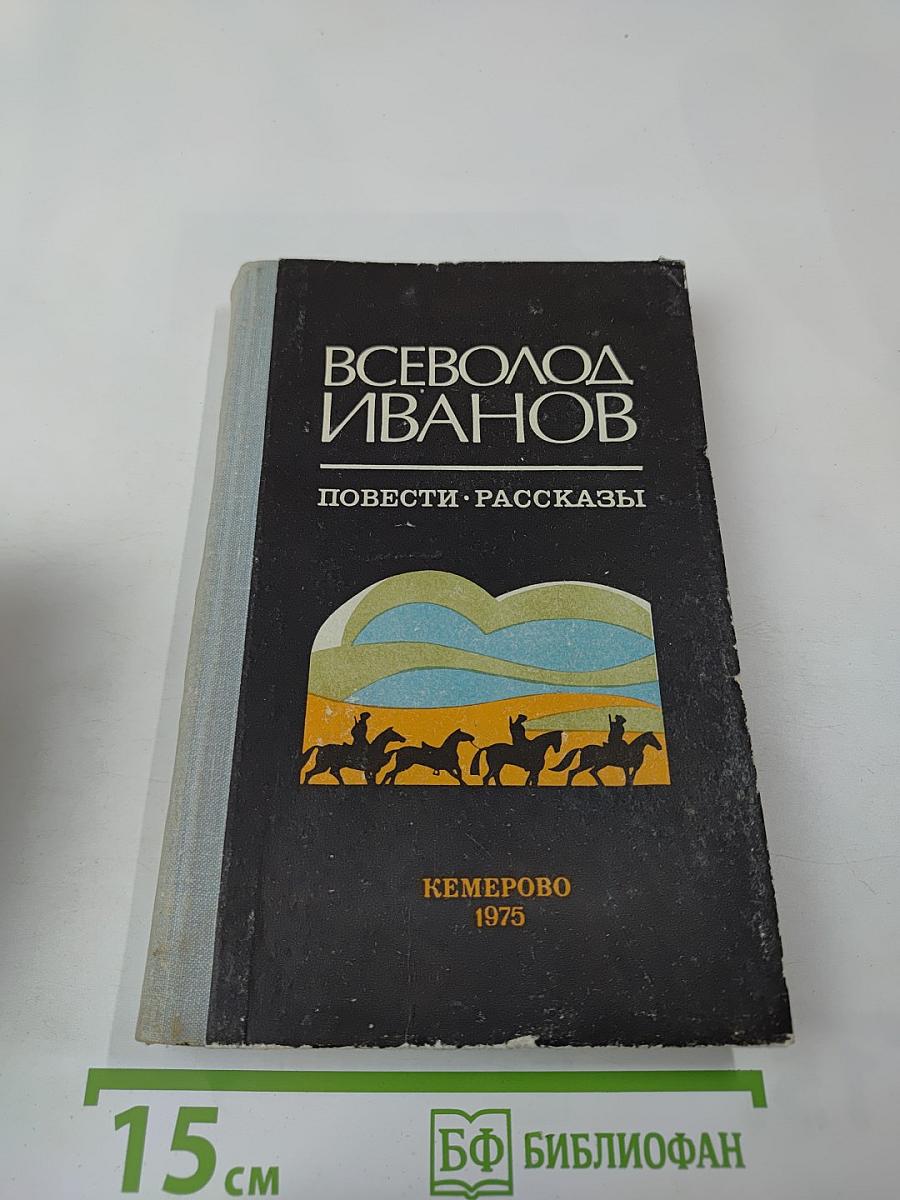 ВСЕВОЛОД
ИВАНОВ
ПОВЕСТИ · РАССКАЗЫ
КЕМЕРОВО
1975
15 см
БФ БИБЛИОФАН